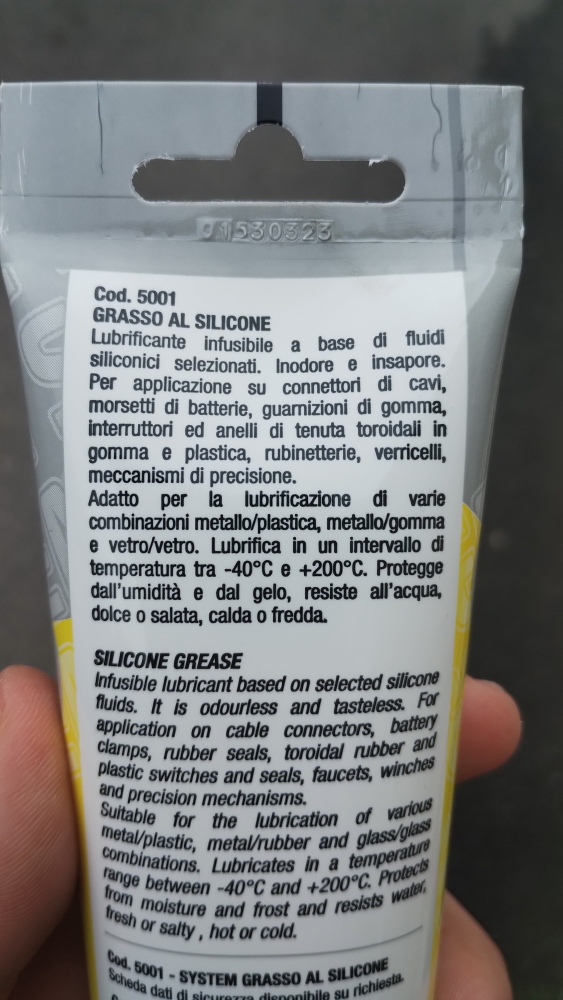 01530323
Cod. 5001
GRASSO AL SILICONE
Lubrificante infusibile a base di fluidi
siliconici selezionati. Inodore e insapore.
Per applicazione su connettori di cavi,
morsetti di batterie, guarnizioni di gomma,
interruttori ed anelli di tenuta toroidali in
gomma e plastica, rubinetterie, verricelli,
meccanismi di precisione.
Adatto per la lubrificazione di varie
combinazioni metallo/plastica, metallo/gomma
e vetro/vetro. Lubrifica in un intervallo di
temperatura tra -40°C e +200°C. Protegge
dall'umidità e dal gelo, resiste all'acqua,
dolce o salata, calda o fredda.
SILICONE GREASE
Infusible lubricant based on selected silicone
fluids. It is odourless and tasteless. For
application on cable connectors, battery
clamps, rubber seals, toroidal rubber and
plastic switches and seals, faucets, winches
and precision mechanisms.
Suitable for the lubrication of various
metal/plastic, metal/rubber and glass/glass
combinations. Lubricates in a temperature
range between -40°C and +200°C. Protects
from moisture and frost and resists water,
fresh or salty , hot or cold.
Cod. 5001 - SYSTEM GRASSO AL SILICONE
Scheda dati di sicurezza disponibile su richiesta.